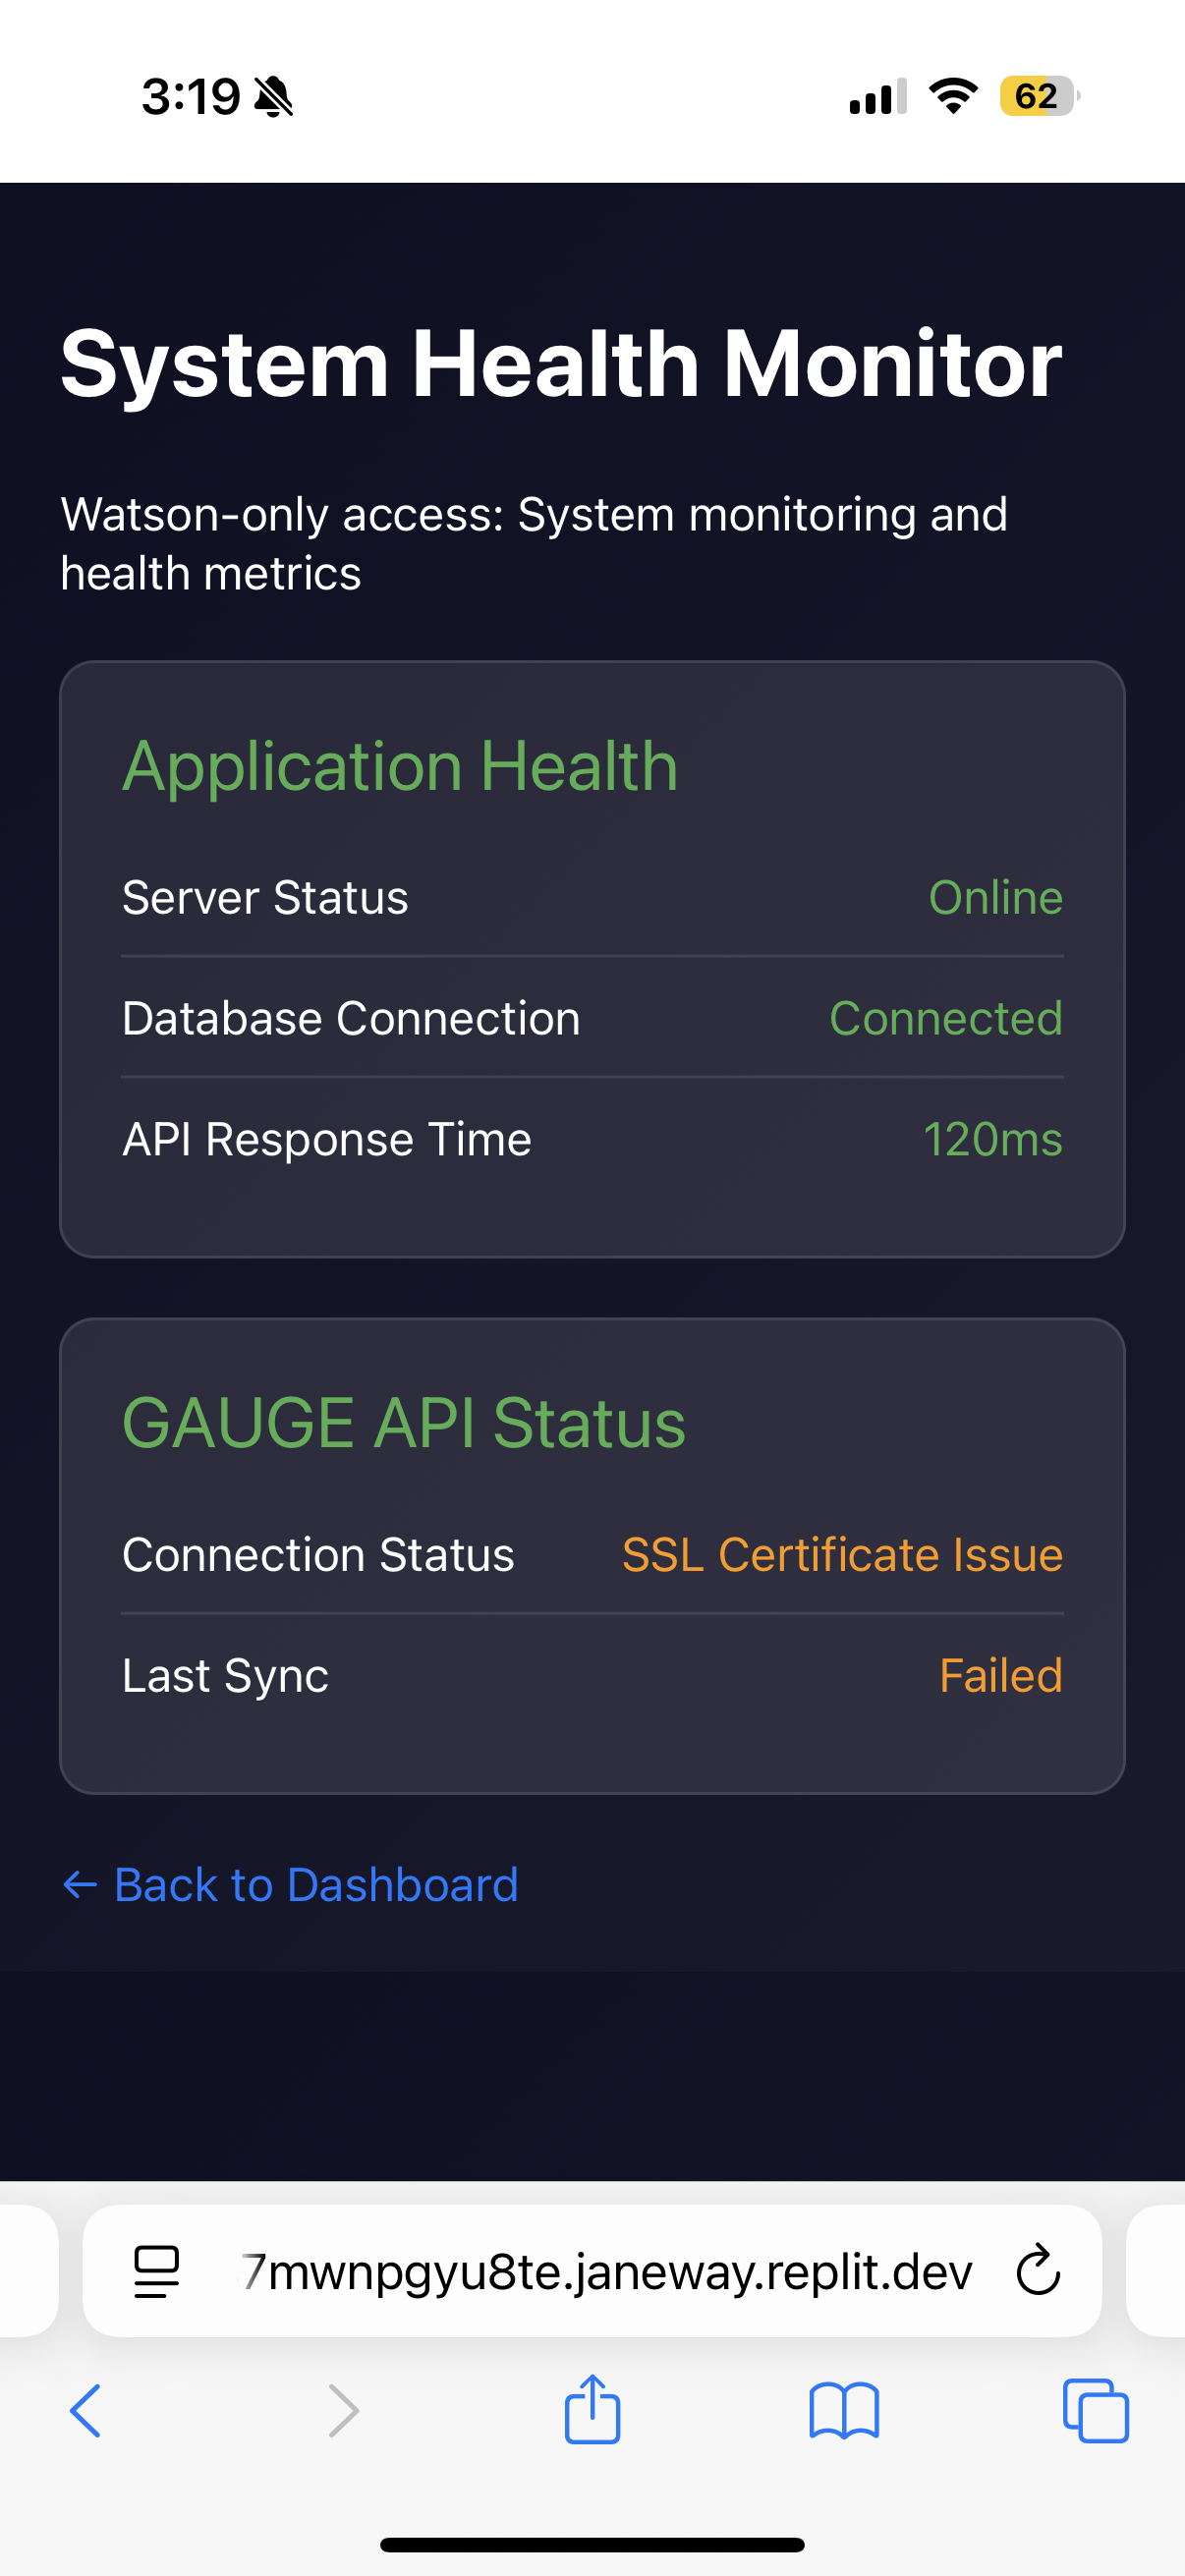 3:19
62
System Health Monitor
Watson-only access: System monitoring and
health metrics
Application Health
Server Status Online
Database Connection Connected
API Response Time 120ms
GAUGE API Status
Connection Status SSL Certificate Issue
Last Sync Failed
← Back to Dashboard
7mwnpgyu8te.janeway.replit.dev